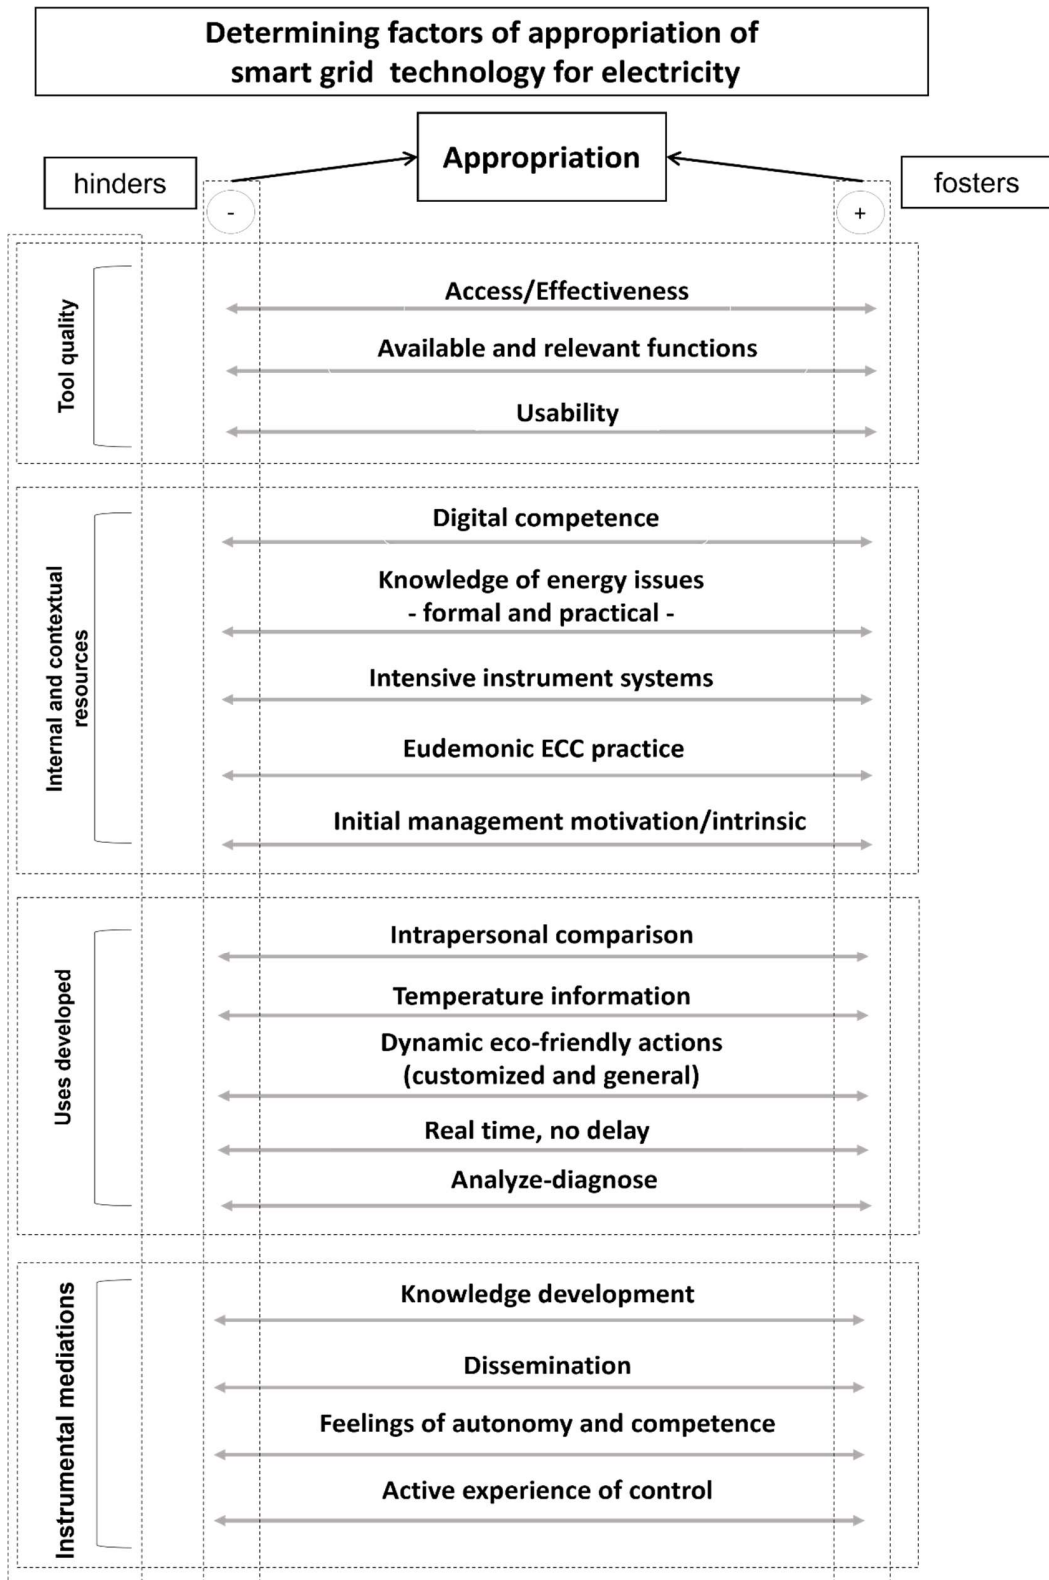 Determining factors of appropriation of
smart grid technology for electricity
hinders
Appropriation
fosters
-
+
Tool quality
Access/Effectiveness
Available and relevant functions
Usability
Internal and contextual
resources
Digital competence
Knowledge of energy issues
- formal and practical -
Intensive instrument systems
Eudemonic ECC practice
Initial management motivation/intrinsic
Uses developed
Intrapersonal comparison
Temperature information
Dynamic eco-friendly actions
(customized and general)
Real time, no delay
Analyze-diagnose
Instrumental mediations
Knowledge development
Dissemination
Feelings of autonomy and competence
Active experience of control